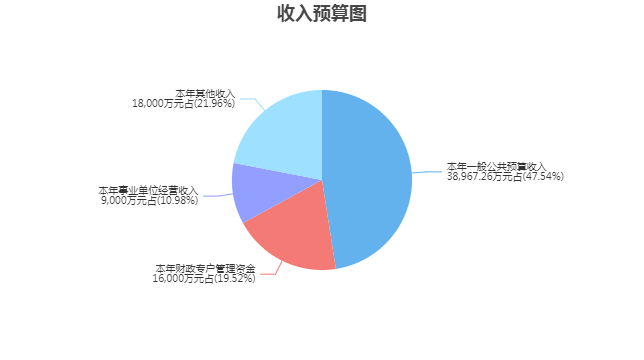 收入预算图
本年其他收入
18,000万元占(21.96%)
本年一般公共预算收入
38,967.26万元占(47.54%)
本年事业单位经营收入
9,000万元占(10.98%)
本年财政专户管理资金
16,000万元占(19.52%)